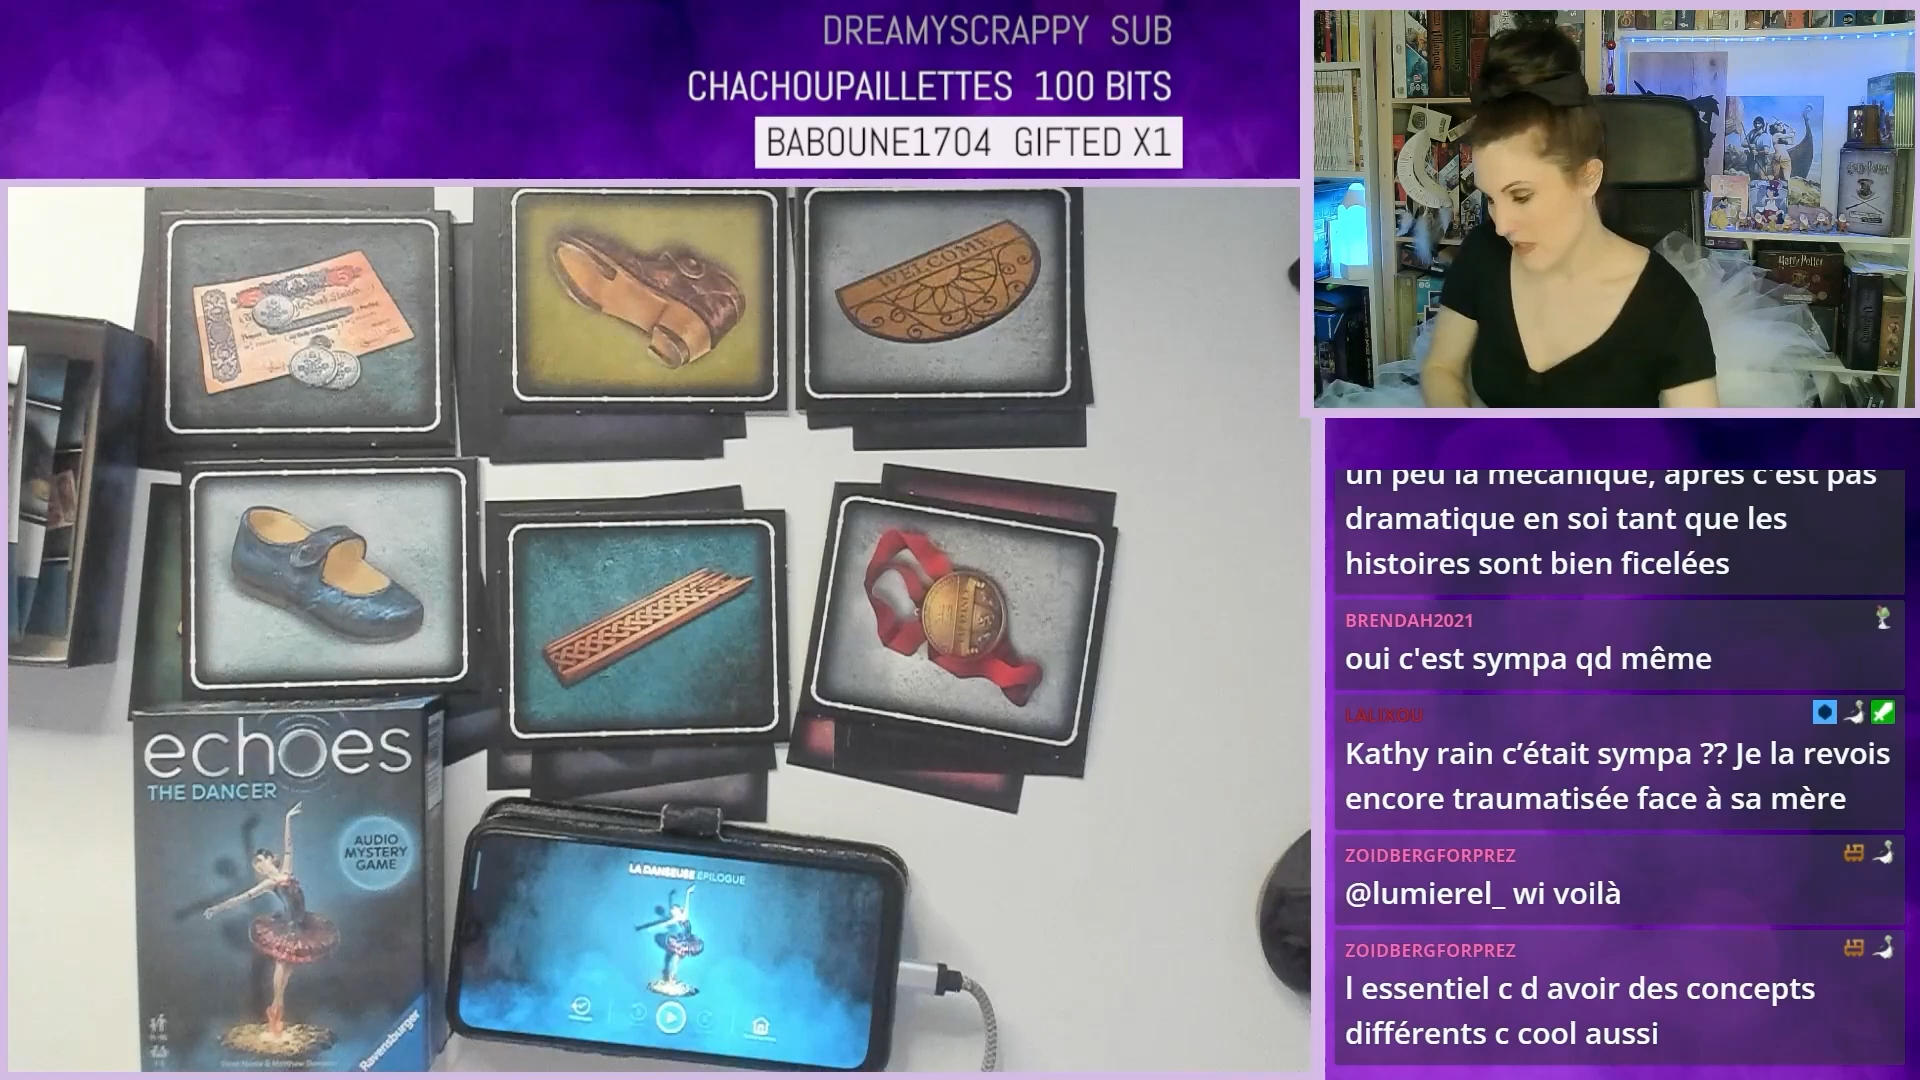 DREAMYSCRAPPY SUB
CHACHOUPAILLETTES 100 BITS
BABOUNE1704 GIFTED X1
WELCOME
Harry Potter
echoes
THE DANCER
AUDIO
MYSTERY
GAME
Ravensburger
LA DANSEUSE ÉPILOGUE
un peu la mécanique, après c'est pas
dramatique en soi tant que les
histoires sont bien ficelées
BRENDAH2021
oui c'est sympa qd même
LALIXOU
Kathy rain c’était sympa ?? Je la revois
encore traumatisée face à sa mère
ZOIDBERGFORPREZ
@lumierel_ wi voilà
ZOIDBERGFORPREZ
l essentiel c d avoir des concepts
différents c cool aussi